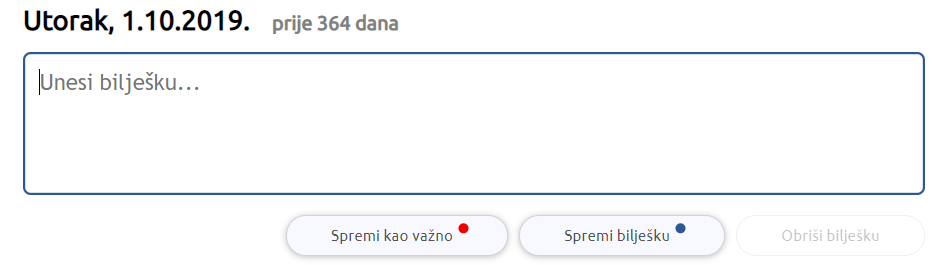 Utorak, 1.10.2019. prije 364 dana
Unesi bilješku...
Spremi kao važno Spremi bilješku Obriši bilješku